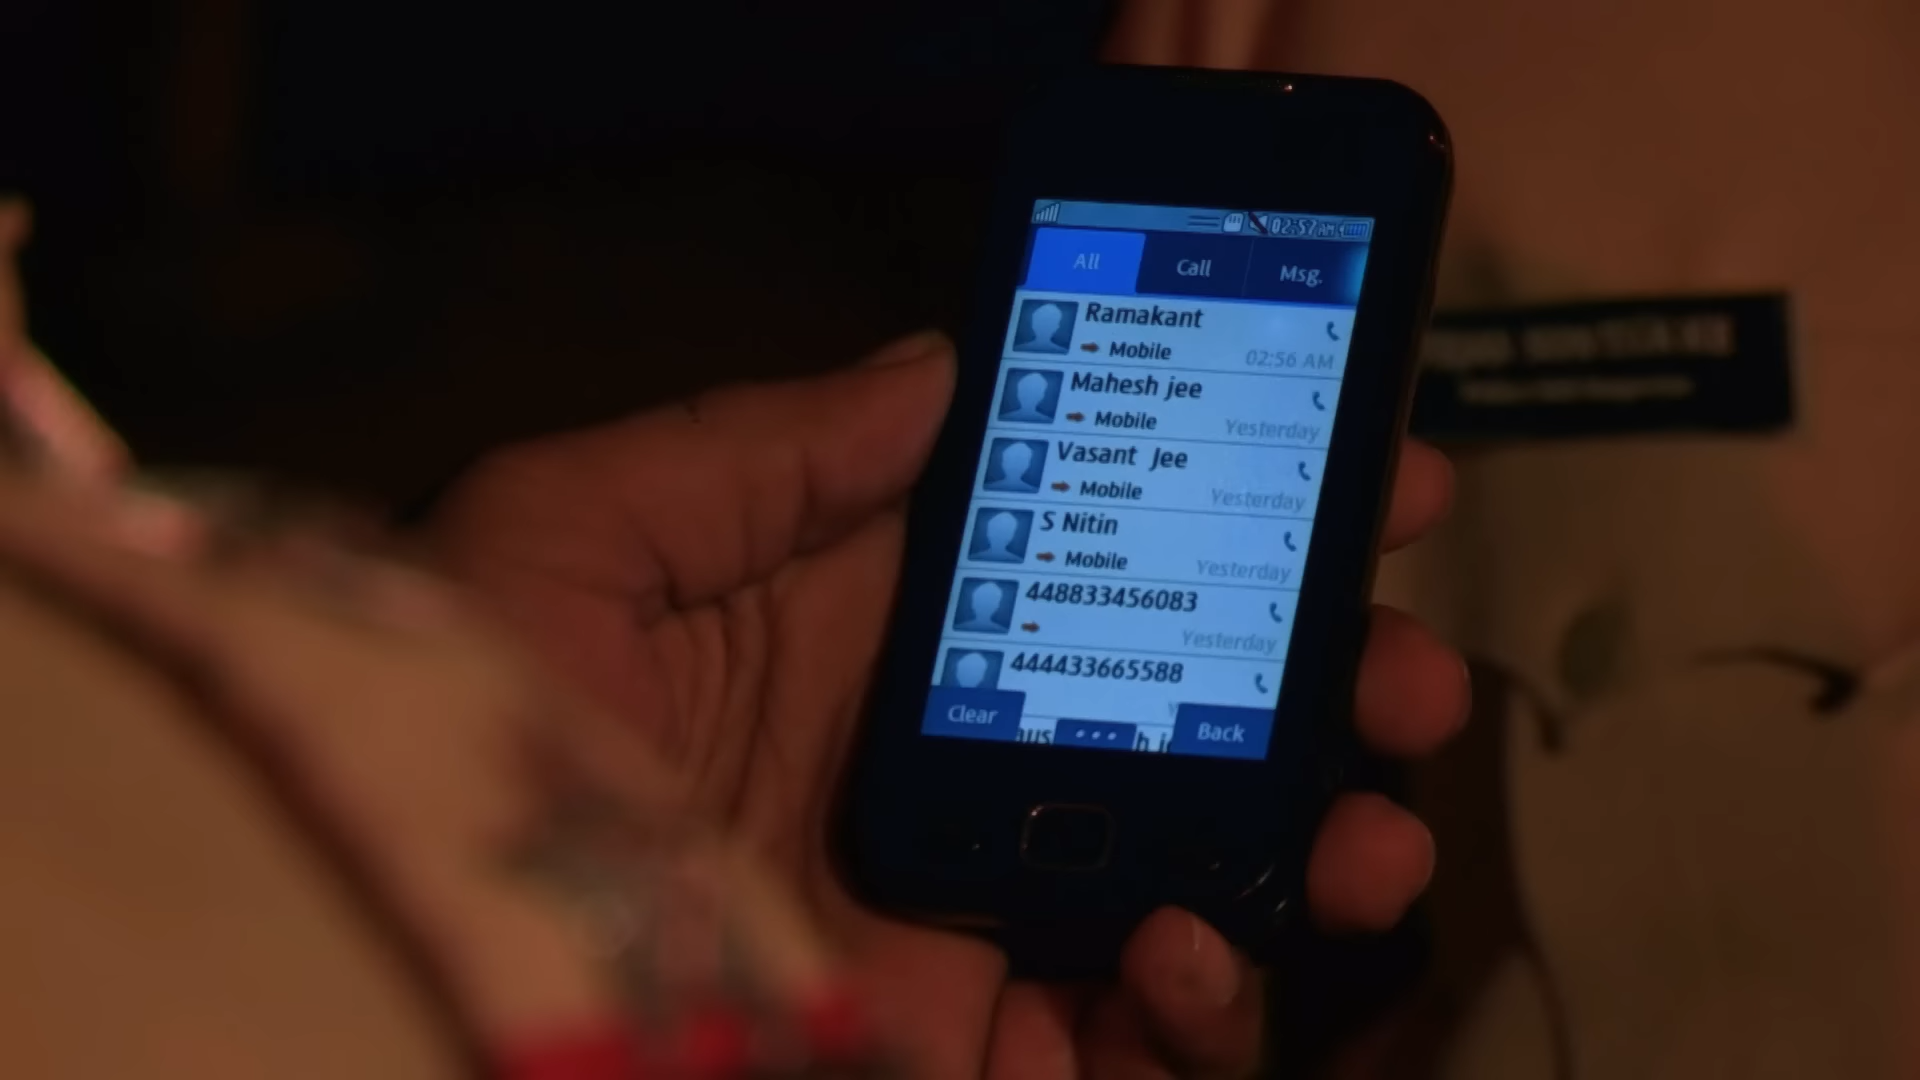 02:57 AM
All Call Msg.
Ramakant
Mobile 02:56 AM
Mahesh jee
Mobile Yesterday
Vasant Jee
Mobile Yesterday
S Nitin
Mobile Yesterday
448833456083
Yesterday
444433665588
Clear ... Back